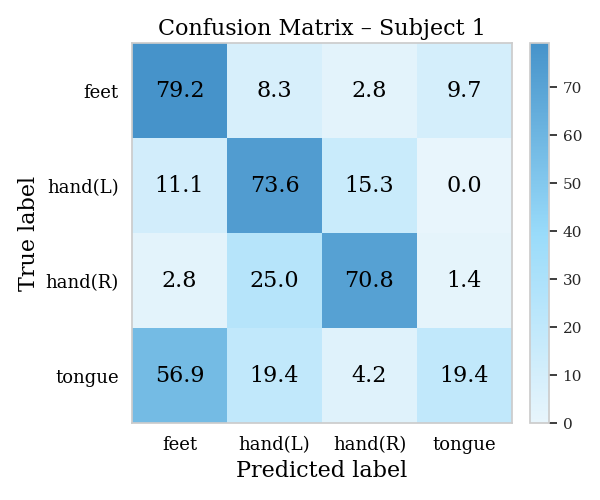 Confusion Matrix – Subject 1
True label
feet 79.2 8.3 2.8 9.7
hand(L) 11.1 73.6 15.3 0.0
hand(R) 2.8 25.0 70.8 1.4
tongue 56.9 19.4 4.2 19.4
feet hand(L) hand(R) tongue
Predicted label
70
60
50
40
30
20
10
0